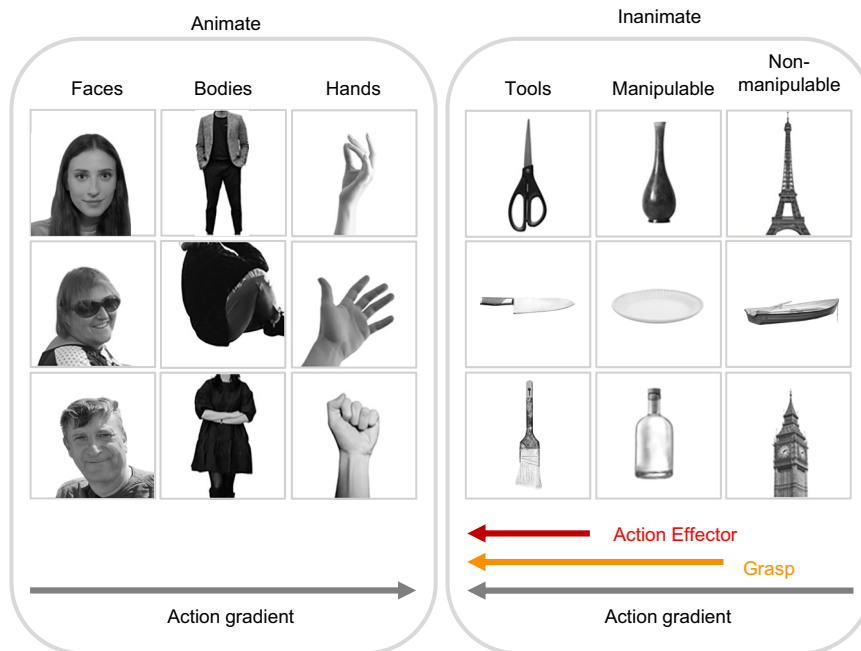 Animate
Inanimate
Faces
Bodies
Hands
Tools
Manipulable
Non-
manipulable
Action Effector
Grasp
Action gradient
Action gradient